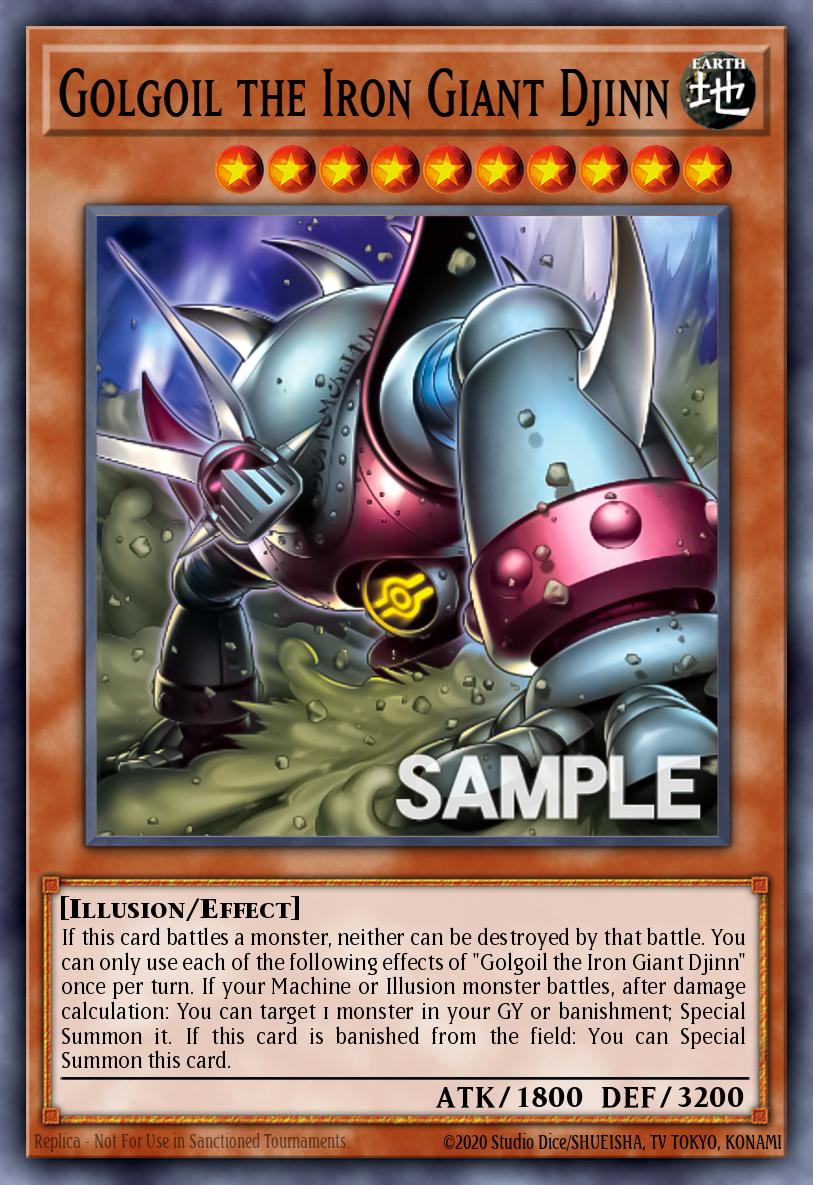 Golgoil the Iron Giant Djinn
EARTH
地
SAMPLE
[Illusion/Effect]
If this card battles a monster, neither can be destroyed by that battle. You
can only use each of the following effects of "Golgoil the Iron Giant Djinn"
once per turn. If your Machine or Illusion monster battles, after damage
calculation: You can target 1 monster in your GY or banishment; Special
Summon it. If this card is banished from the field: You can Special
Summon this card.
ATK/1800 DEF/3200
Replica - Not For Use in Sanctioned Tournaments.
©2020 Studio Dice/SHUEISHA, TV TOKYO, KONAMI